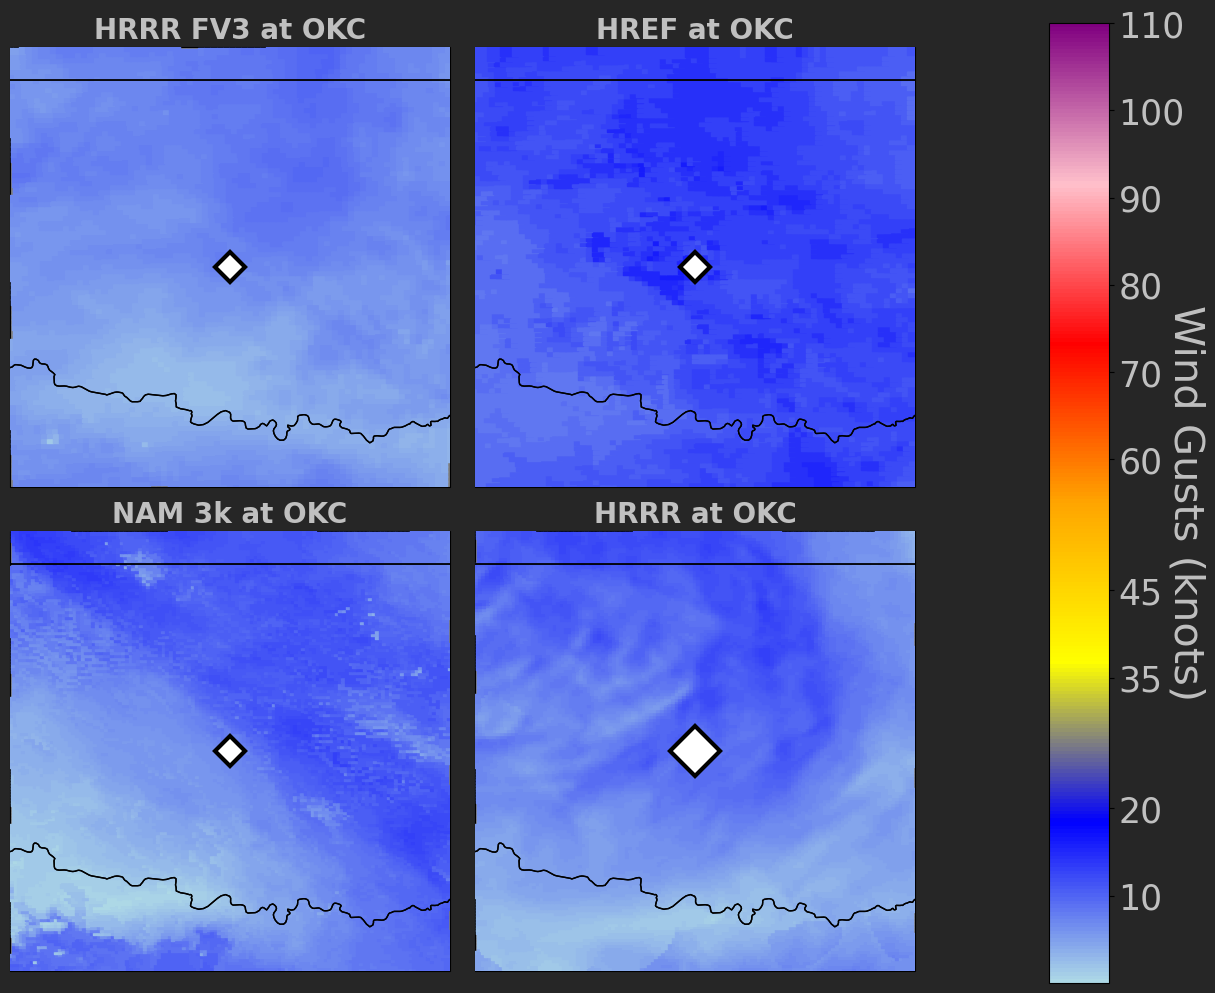 HRRR FV3 at OKC
HREF at OKC
NAM 3k at OKC
HRRR at OKC
110
100
90
80
70
60
45
35
20
10
Wind Gusts (knots)